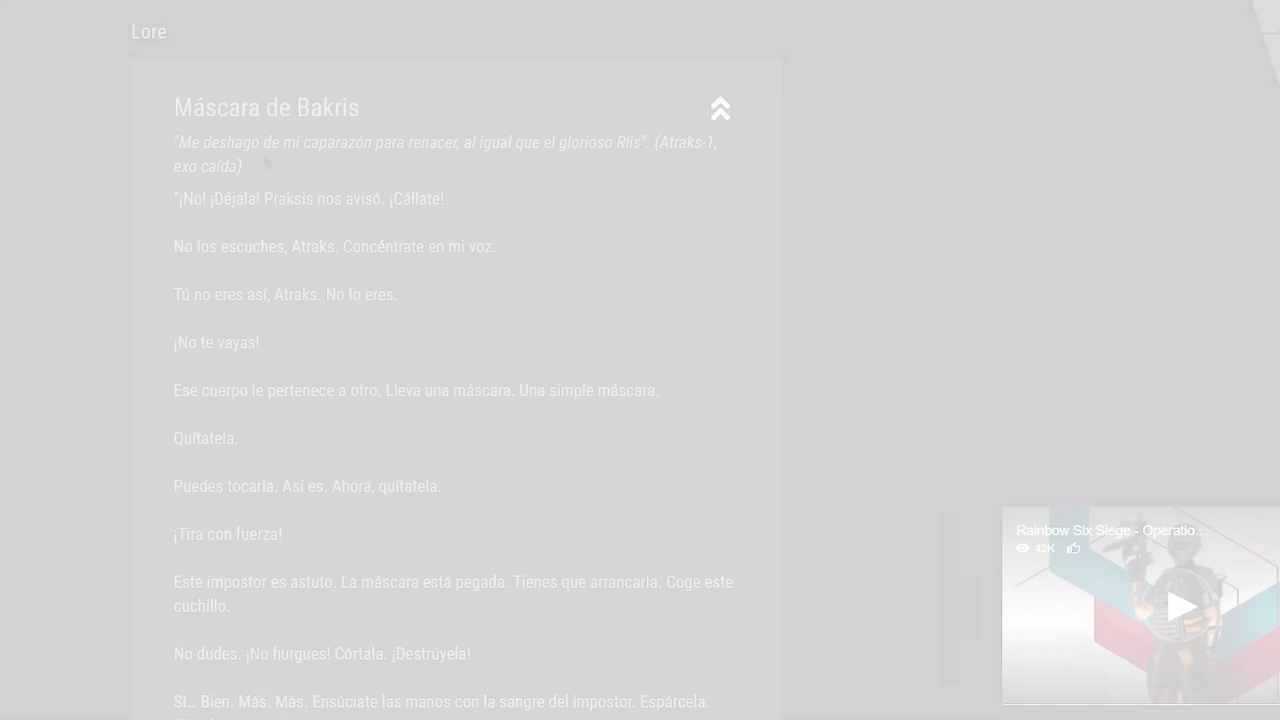 Lore
Máscara de Bakris
"Me deshago de mi caparazón para renacer, al igual que el glorioso Riis". (Atraks-1,
exo caída)
"¡No! ¡Déjala! Praksis nos avisó. ¡Cállate!
No los escuches, Atraks. Concéntrate en mi voz.
Tú no eres así, Atraks. No lo eres.
¡No te vayas!
Ese cuerpo le pertenece a otro. Lleva una máscara. Una simple máscara.
Quítatela.
Puedes tocarla. Así es. Ahora, quítatela.
¡Tira con fuerza!
Este impostor es astuto. La máscara está pegada. Tienes que arrancarla. Coge este
cuchillo.
No dudes. ¡No hurgues! Córtala. ¡Destrúyela!
Sí... Bien. Más. Más. Ensúciate las manos con la sangre del impostor. Espárcela.
Rainbow Six Siege - Operatio...
42K